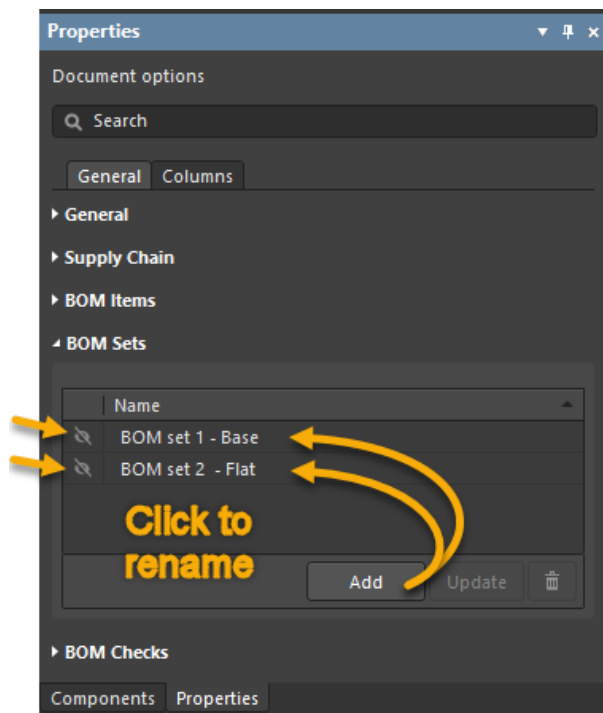 Properties
Document options
Search
General Columns
General
Supply Chain
BOM Items
BOM Sets
Name
BOM set 1 - Base
BOM set 2 - Flat
Click to
rename
Add Update
BOM Checks
Components Properties